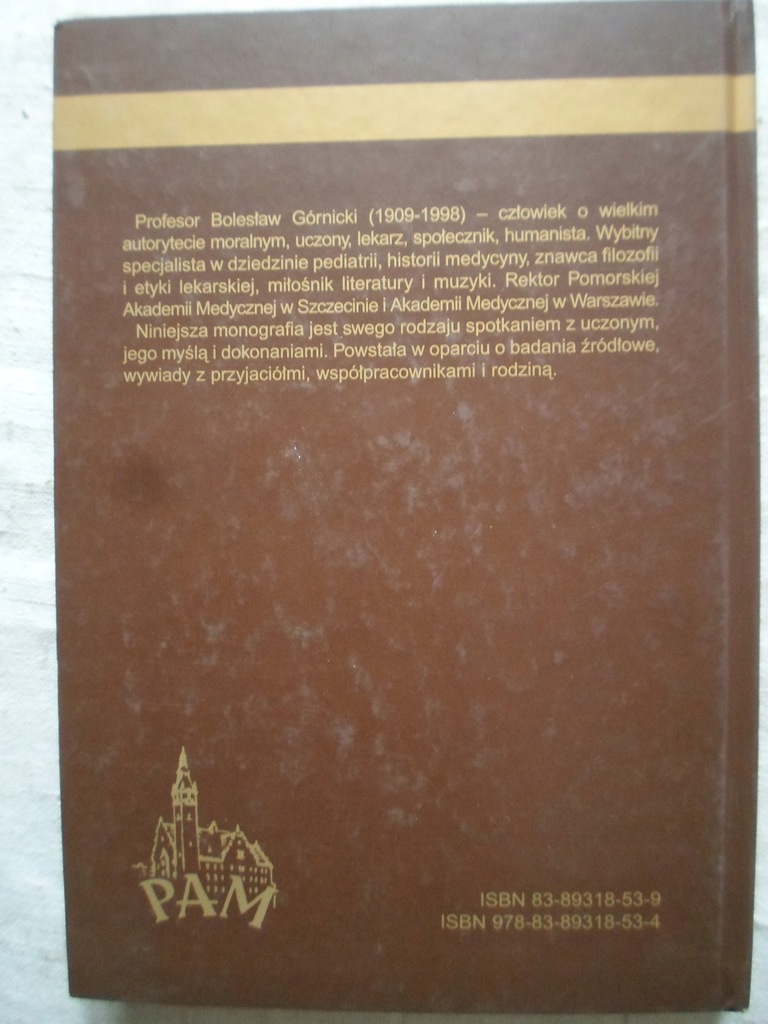 Profesor Bolesław Górnicki (1909-1998) – człowiek o wielkim
autorytecie moralnym, uczony, lekarz, społecznik, humanista. Wybitny
specjalista w dziedzinie pediatrii, historii medycyny, znawca filozofii
i etyki lekarskiej, miłośnik literatury i muzyki. Rektor Pomorskiej
Akademii Medycznej w Szczecinie i Akademii Medycznej w Warszawie.
Niniejsza monografia jest swego rodzaju spotkaniem z uczonym,
jego myślą i dokonaniami. Powstała w oparciu o badania źródłowe,
wywiady z przyjaciółmi, współpracownikami i rodziną.
PAM
ISBN 83-89318-53-9
ISBN 978-83-89318-53-4